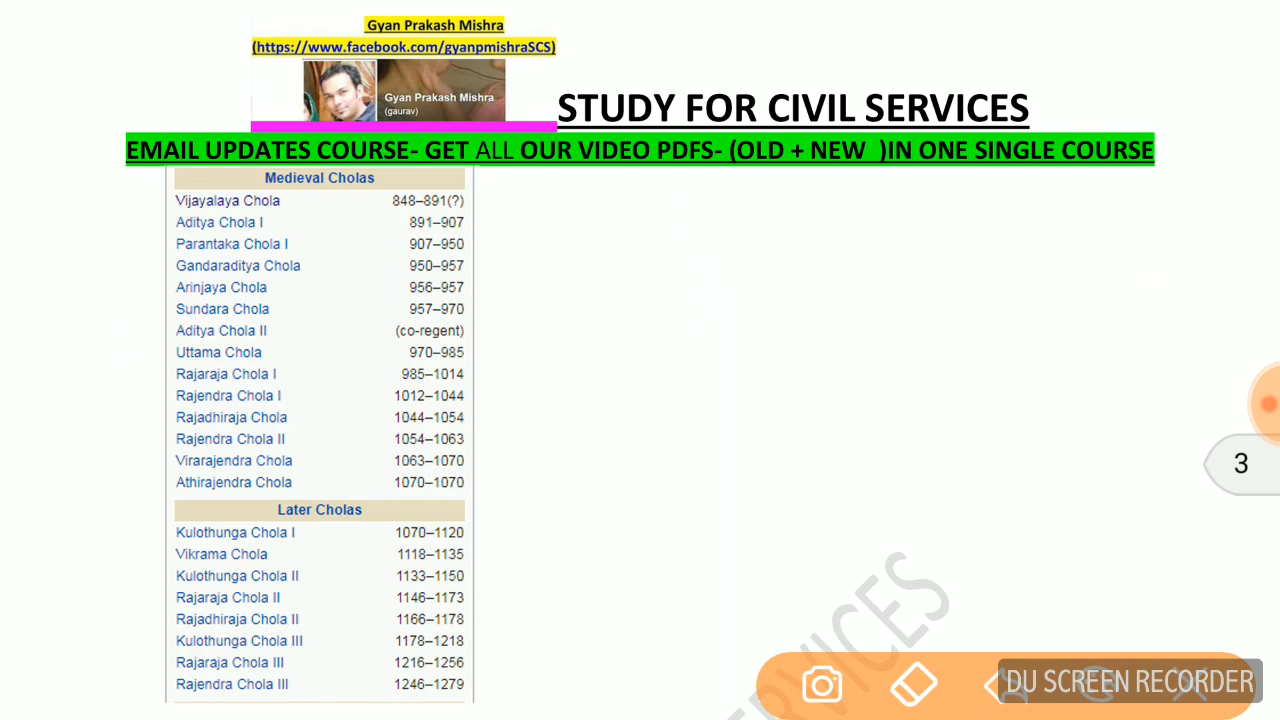 Gyan Prakash Mishra
(https://www.facebook.com/gyanpmishraSCS)
Gyan Prakash Mishra
(gaurav)
STUDY FOR CIVIL SERVICES
EMAIL UPDATES COURSE- GET ALL OUR VIDEO PDFS- (OLD + NEW )IN ONE SINGLE COURSE
Medieval Cholas
Vijayalaya Chola 848–891(?)
Aditya Chola I 891–907
Parantaka Chola I 907–950
Gandaraditya Chola 950–957
Arinjaya Chola 956–957
Sundara Chola 957–970
Aditya Chola II (co-regent)
Uttama Chola 970–985
Rajaraja Chola I 985–1014
Rajendra Chola I 1012–1044
Rajadhiraja Chola 1044–1054
Rajendra Chola II 1054–1063
Virarajendra Chola 1063–1070
Athirajendra Chola 1070–1070
Later Cholas
Kulothunga Chola I 1070–1120
Vikrama Chola 1118–1135
Kulothunga Chola II 1133–1150
Rajaraja Chola II 1146–1173
Rajadhiraja Chola II 1166–1178
Kulothunga Chola III 1178–1218
Rajaraja Chola III 1216–1256
Rajendra Chola III 1246–1279
3
DU SCREEN RECORDER